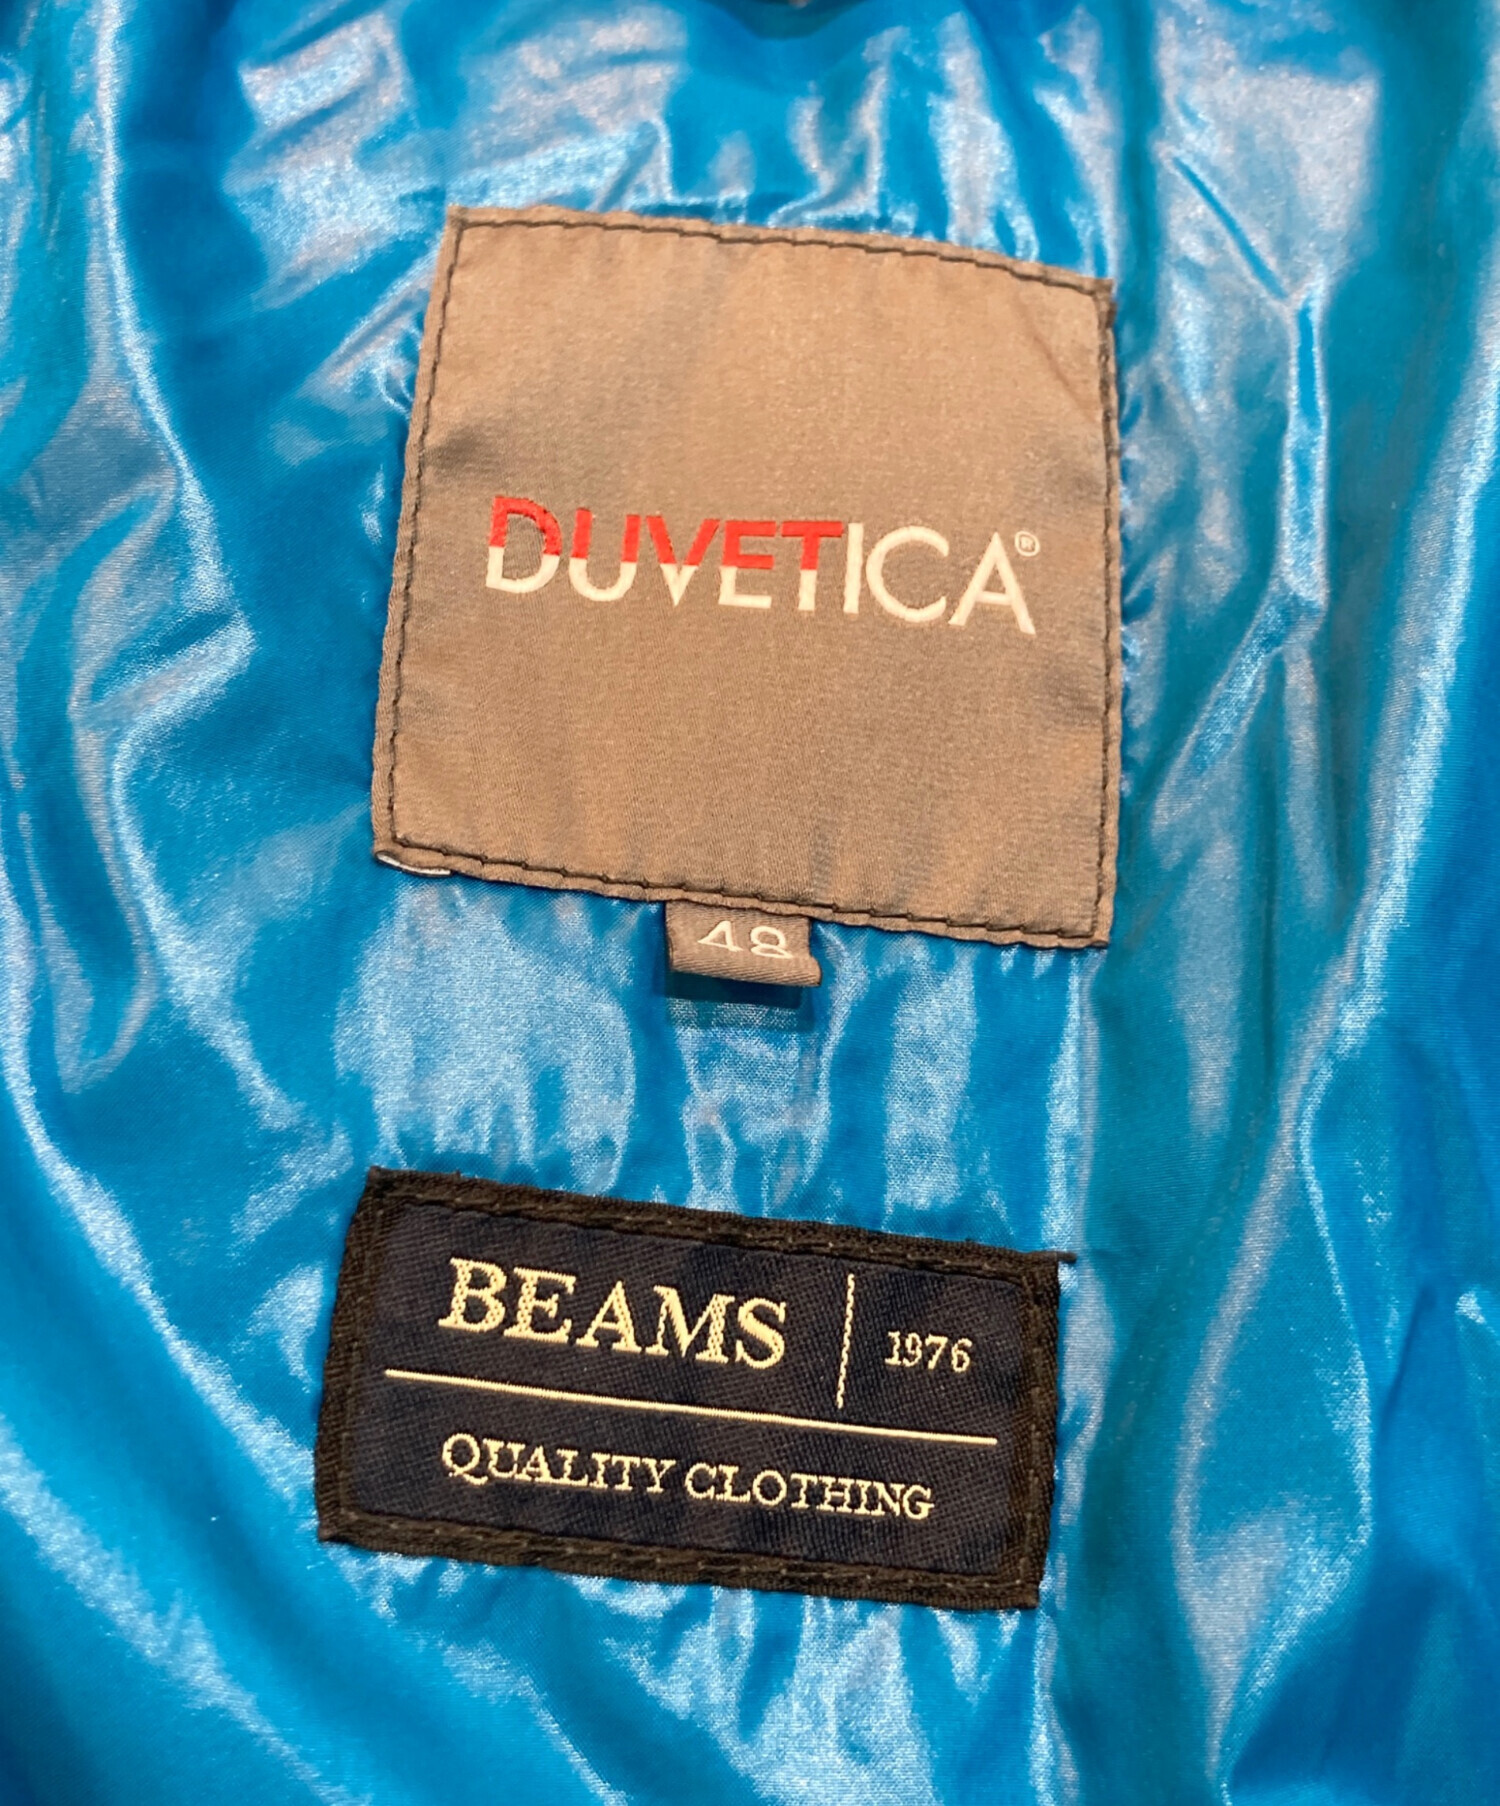 DUVETICA®
48
BEAMS 1976
QUALITY CLOTHING